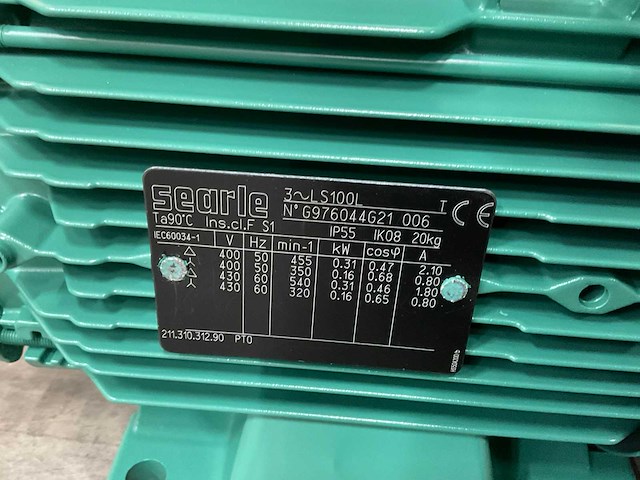 searle 3~LS100L T CE
N° G976044G21 006
Ta90°C Ins.cl.F S1 IP55 IK08 20kg
IEC60034-1 V Hz min-1 kW cosφ A
△ 400 50 455 0.31 0.47 2.10
人 400 50 350 0.16 0.68 0.80
△ 430 60 540 0.31 0.46 1.80
人 430 60 320 0.16 0.65 0.80
211.310.312.90 PT0